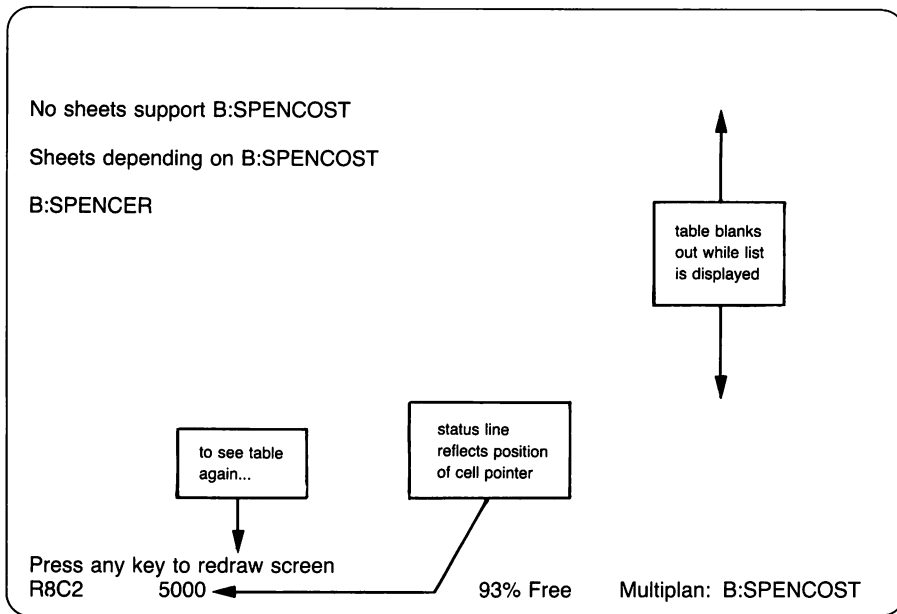 No sheets support B:SPENCOST
Sheets depending on B:SPENCOST
B:SPENCER
table blanks
out while list
is displayed
to see table
again...
status line
reflects position
of cell pointer
Press any key to redraw screen
R8C2 5000 93% Free Multiplan: B:SPENCOST